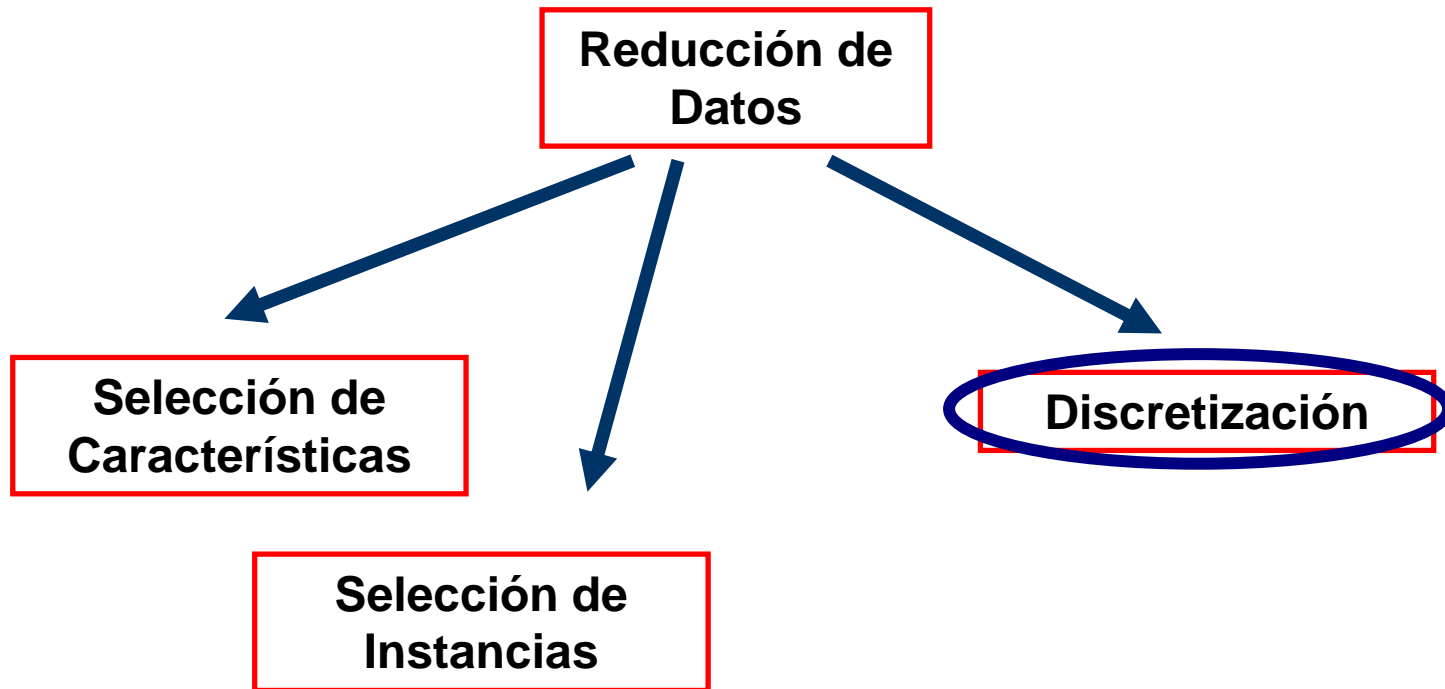 Reducción de
Datos
Selección de
Características
Discretización
Selección de
Instancias